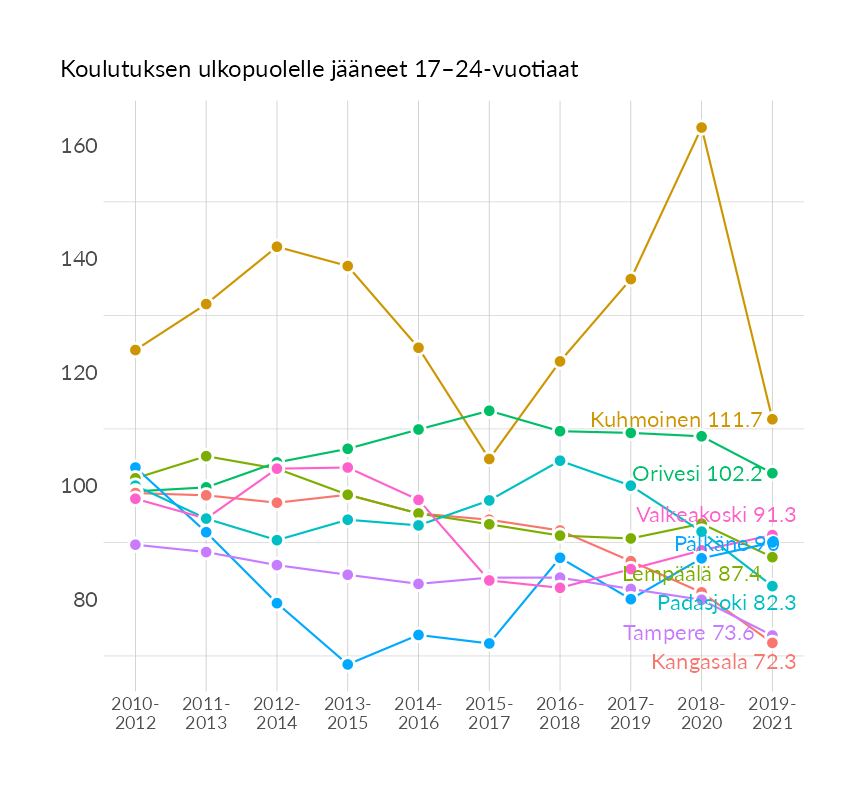 Koulutuksen ulkopuolelle jääneet 17–24-vuotiaat
160
140
120
100
80
Kuhmoinen 111.7
Orivesi 102.2
Valkeakoski 91.3
Pälkäne 90
Lempäälä 87.4
Padasjoki 82.3
Tampere 73.6
Kangasala 72.3
2010- 2011- 2012- 2013- 2014- 2015- 2016- 2017- 2018- 2019-
2012 2013 2014 2015 2016 2017 2018 2019 2020 2021